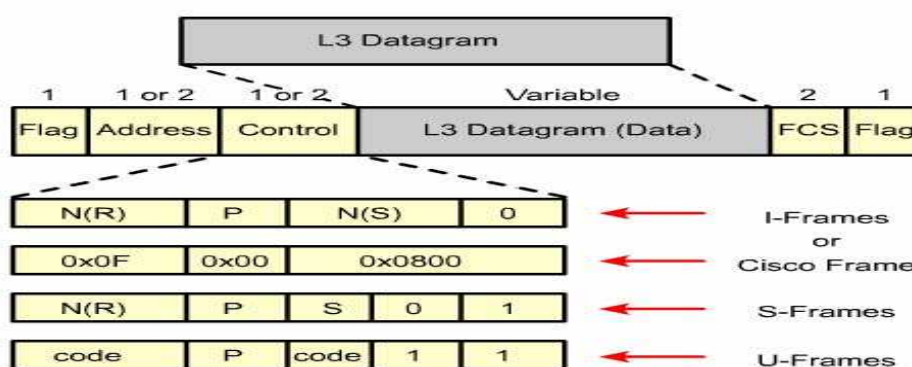 L3 Datagram
1 1 or 2 1 or 2 Variable 2 1
Flag Address Control L3 Datagram (Data) FCS Flag
N(R) P N(S) 0 I-Frames
or
0x0F 0x00 0x0800 Cisco Frame
N(R) P S 0 1 S-Frames
code P code 1 1 U-Frames